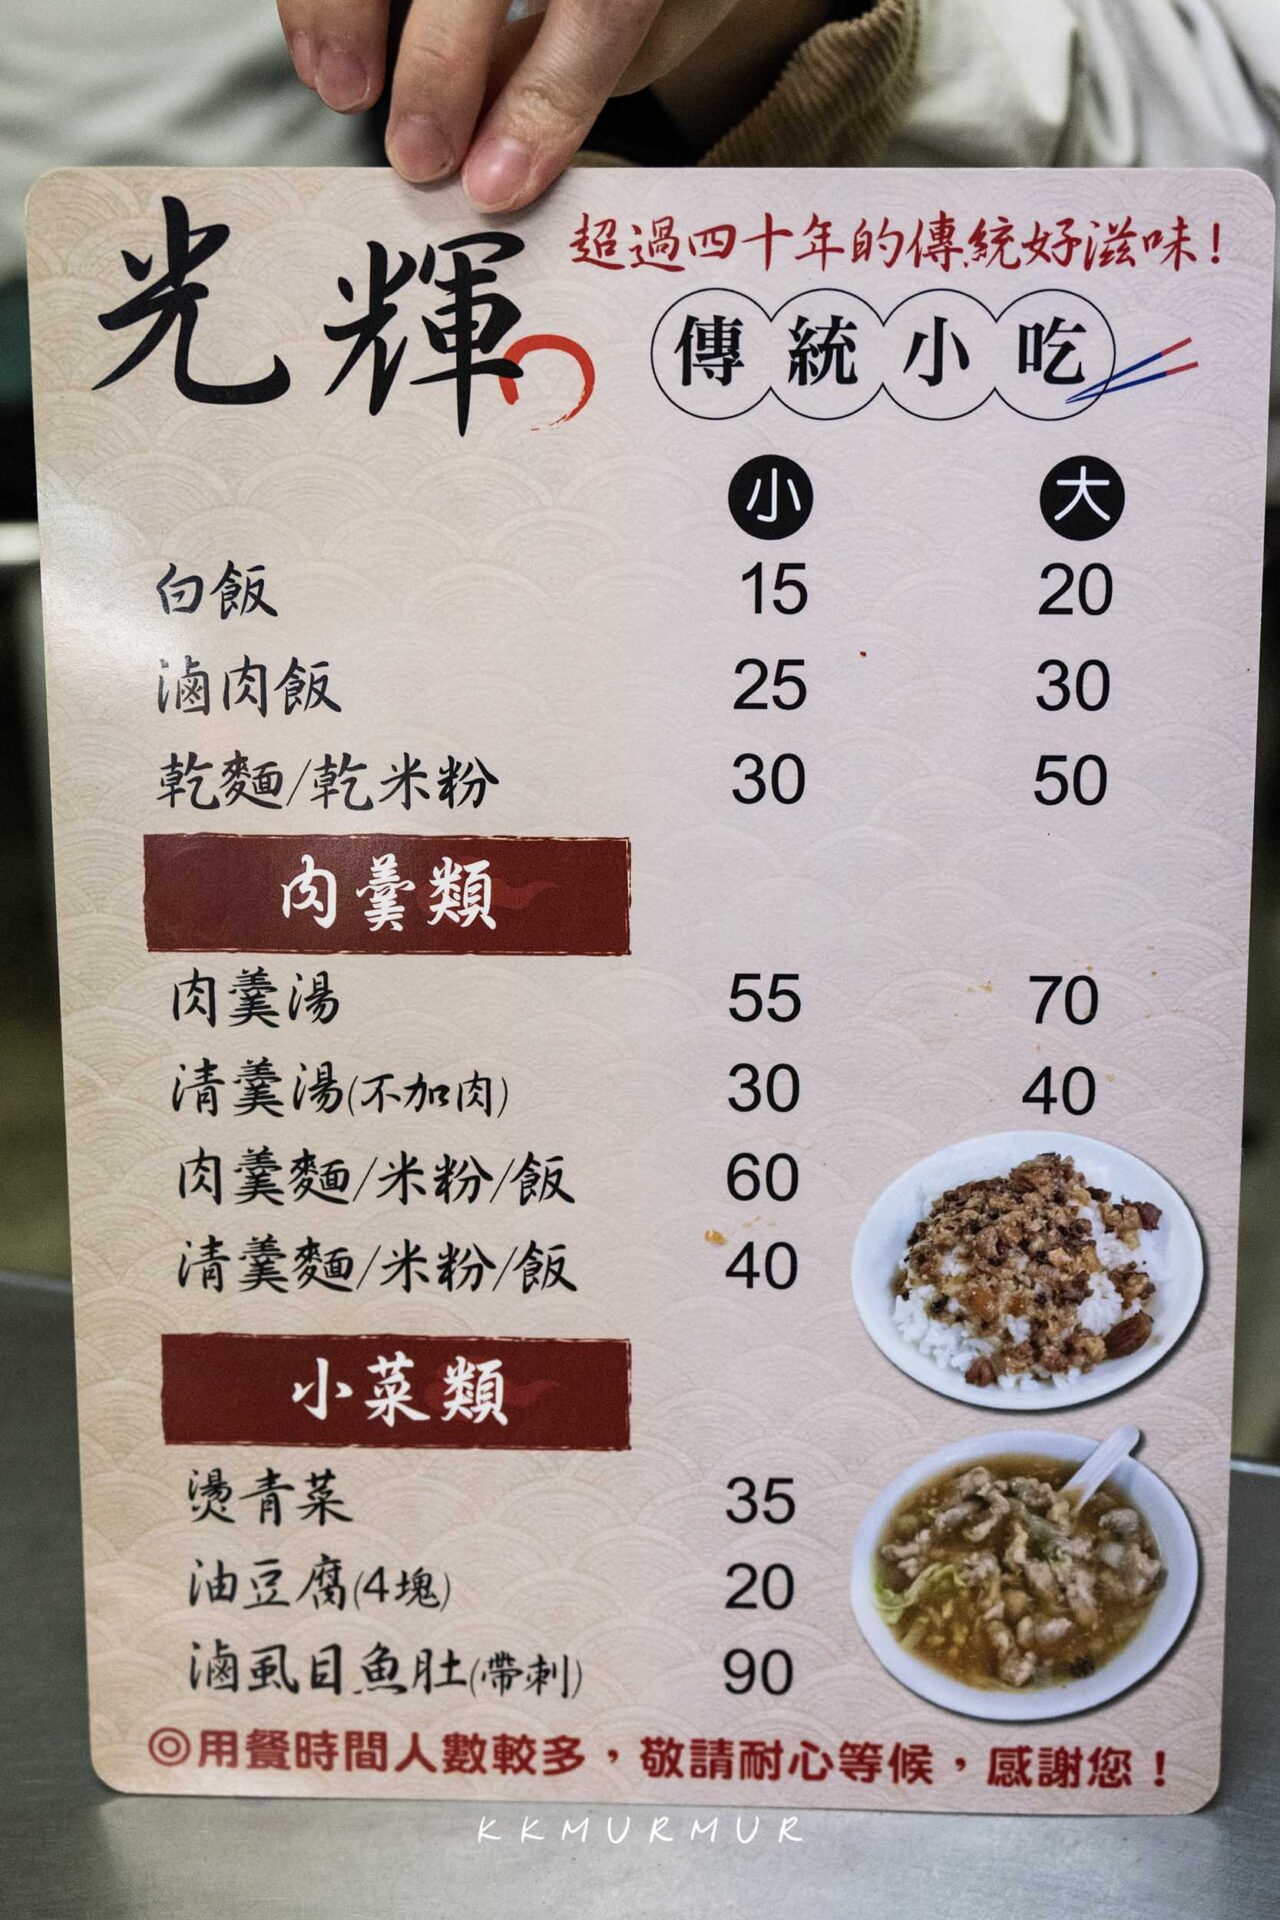 光輝
超過四十年的傳統好滋味！
傳統小吃
小 大
白飯 15 20
滷肉飯 25 30
乾麵/乾米粉 30 50
肉羹類
肉羹湯 55 70
清羹湯(不加肉) 30 40
肉羹麵/米粉/飯 60
清羹麵/米粉/飯 40
小菜類
燙青菜 35
油豆腐(4塊) 20
滷虱目魚肚(帶刺) 90
◎用餐時間人數較多，敬請耐心等候，感謝您！
KKMURMUR